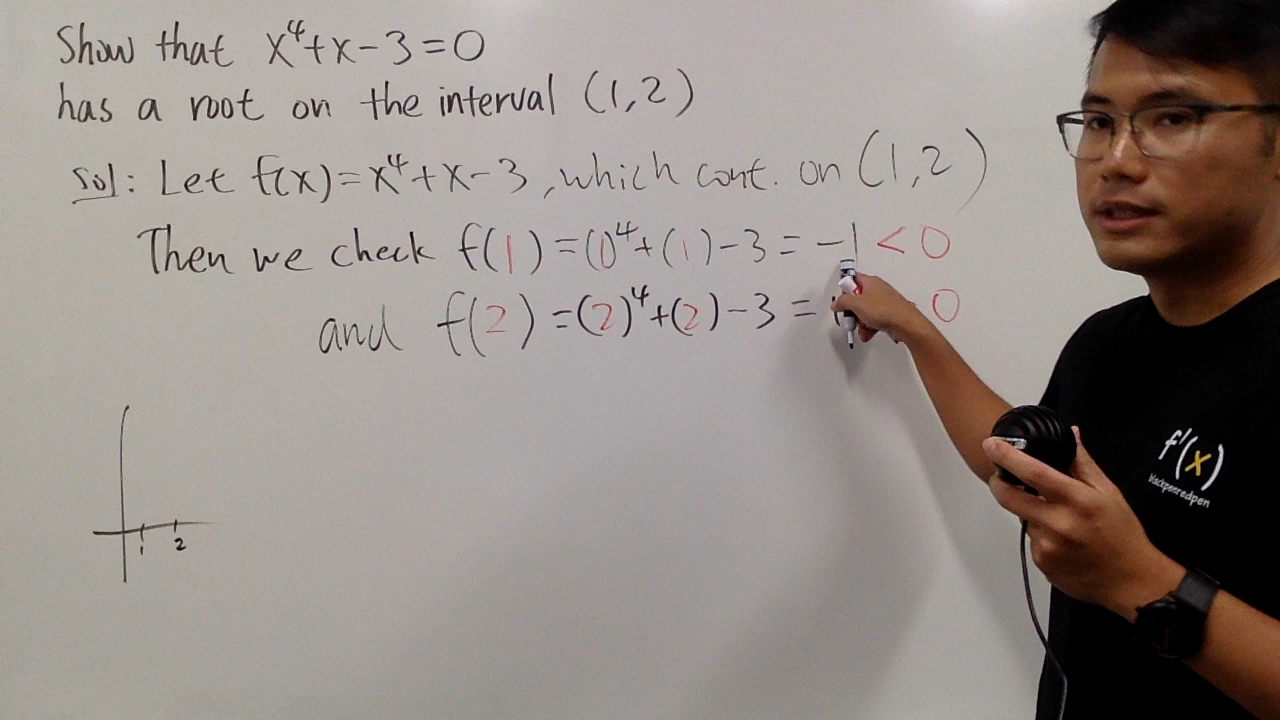 Show that x⁴+x-3=0
has a root on the interval (1,2)
Sol: Let f(x)=x⁴+x-3, which cont. on (1,2)
Then we check f(1)=(1)⁴+(1)-3=-1<0
and f(2)=(2)⁴+(2)-3= 0
1 2
f'(x)
blackpenredpen